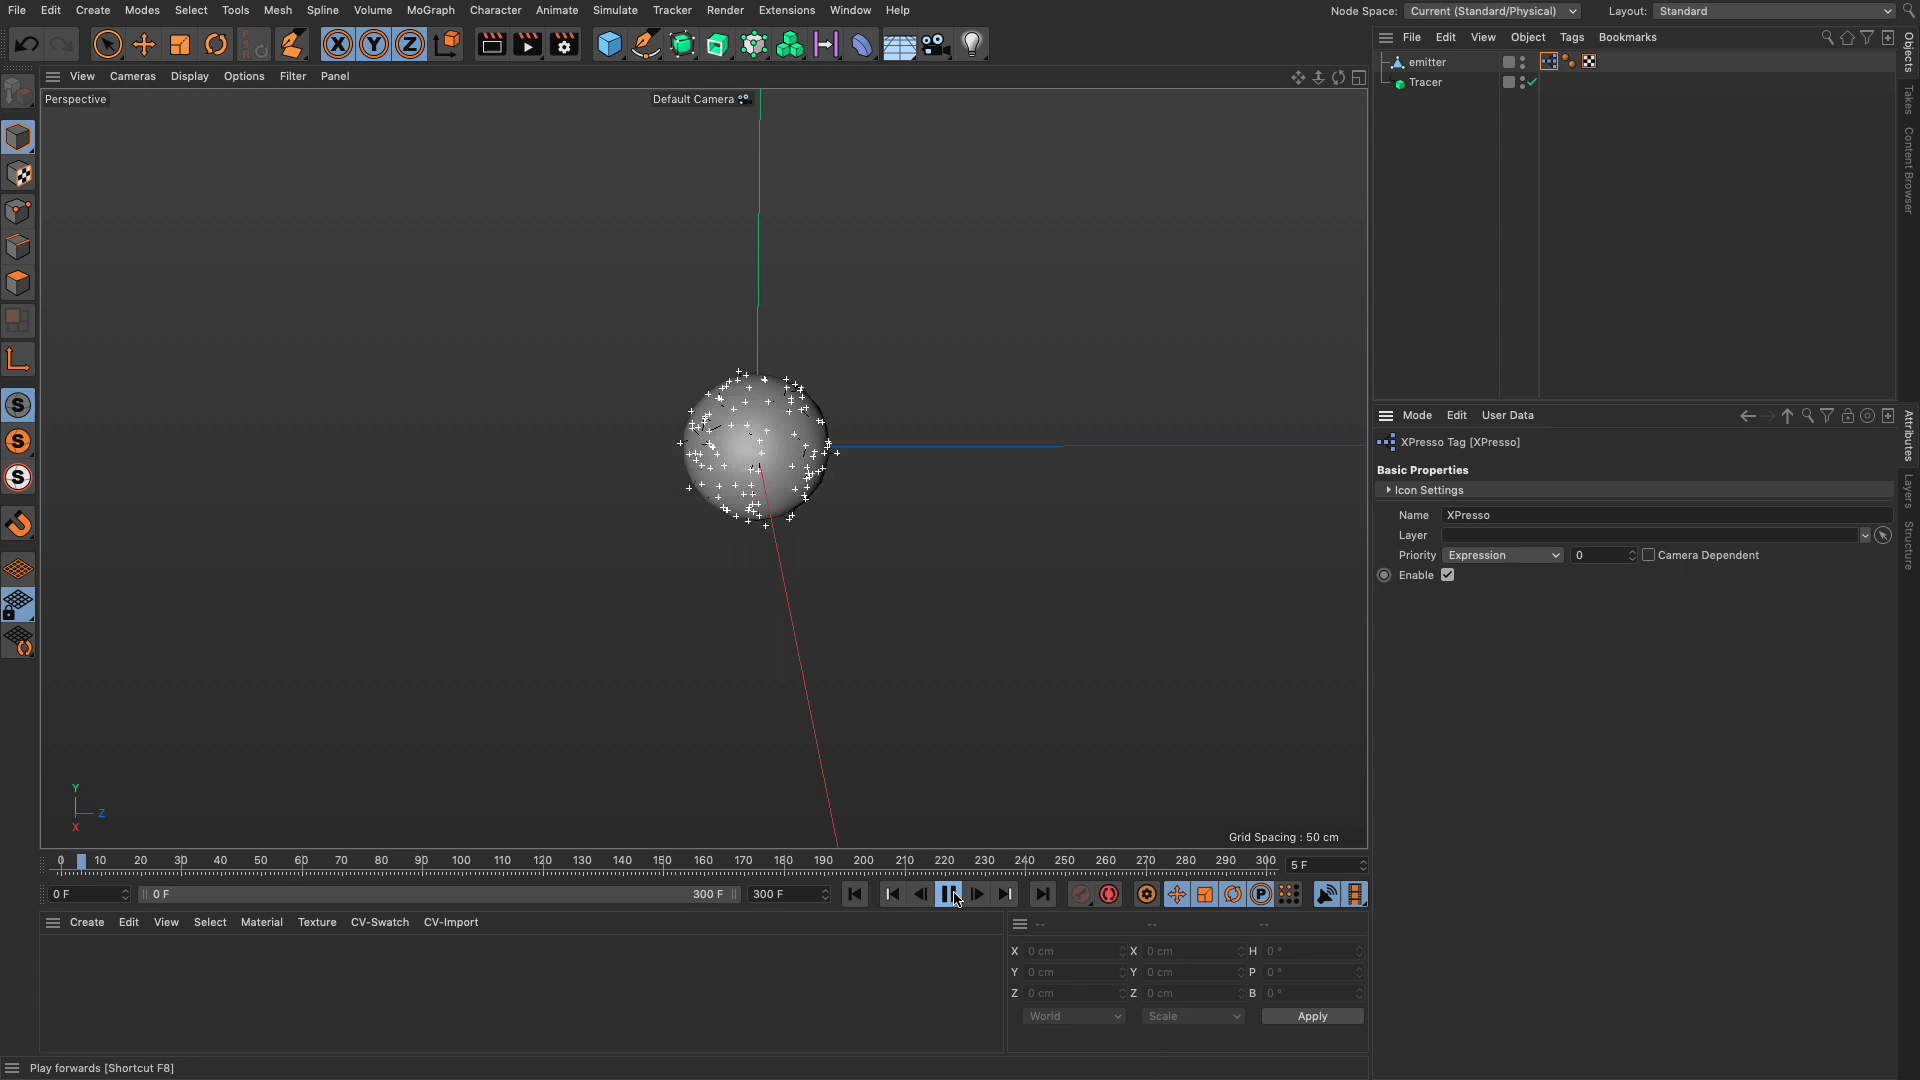 File Edit Create Modes Select Tools Mesh Spline Volume MoGraph Character Animate Simulate Tracker Render Extensions Window Help
Node Space: Current (Standard/Physical) Layout: Standard
File Edit View Object Tags Bookmarks
emitter
Tracer
Objects
Takes
Content Browser
View Cameras Display Options Filter Panel
Perspective
Default Camera
X Y Z
PSR
S
S
S
Y
Z
X
Grid Spacing : 50 cm
Mode Edit User Data
XPresso Tag [XPresso]
Basic Properties
Icon Settings
Name XPresso
Layer
Priority Expression 0 Camera Dependent
Enable
Attributes
Layers
Structure
0 10 20 30 40 50 60 70 80 90 100 110 120 130 140 150 160 170 180 190 200 210 220 230 240 250 260 270 280 290 300 5 F
0 F 0 F 300 F 300 F
P
Create Edit View Select Material Texture CV-Swatch CV-Import
-- -- --
X 0 cm X 0 cm H 0 °
Y 0 cm Y 0 cm P 0 °
Z 0 cm Z 0 cm B 0 °
World Scale Apply
Play forwards [Shortcut F8]